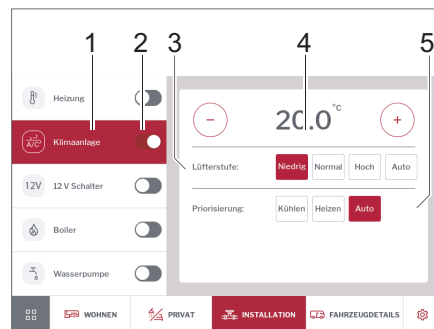 1 2 3 4 5
Heizung
20.0 °C
A/C
Klimaanlage
Lüfterstufe: Niedrig Normal Hoch Auto
12V 12 V Schalter
Priorisierung: Kühlen Heizen Auto
Boiler
Wasserpumpe
WOHNEN PRIVAT INSTALLATION FAHRZEUGDETAILS